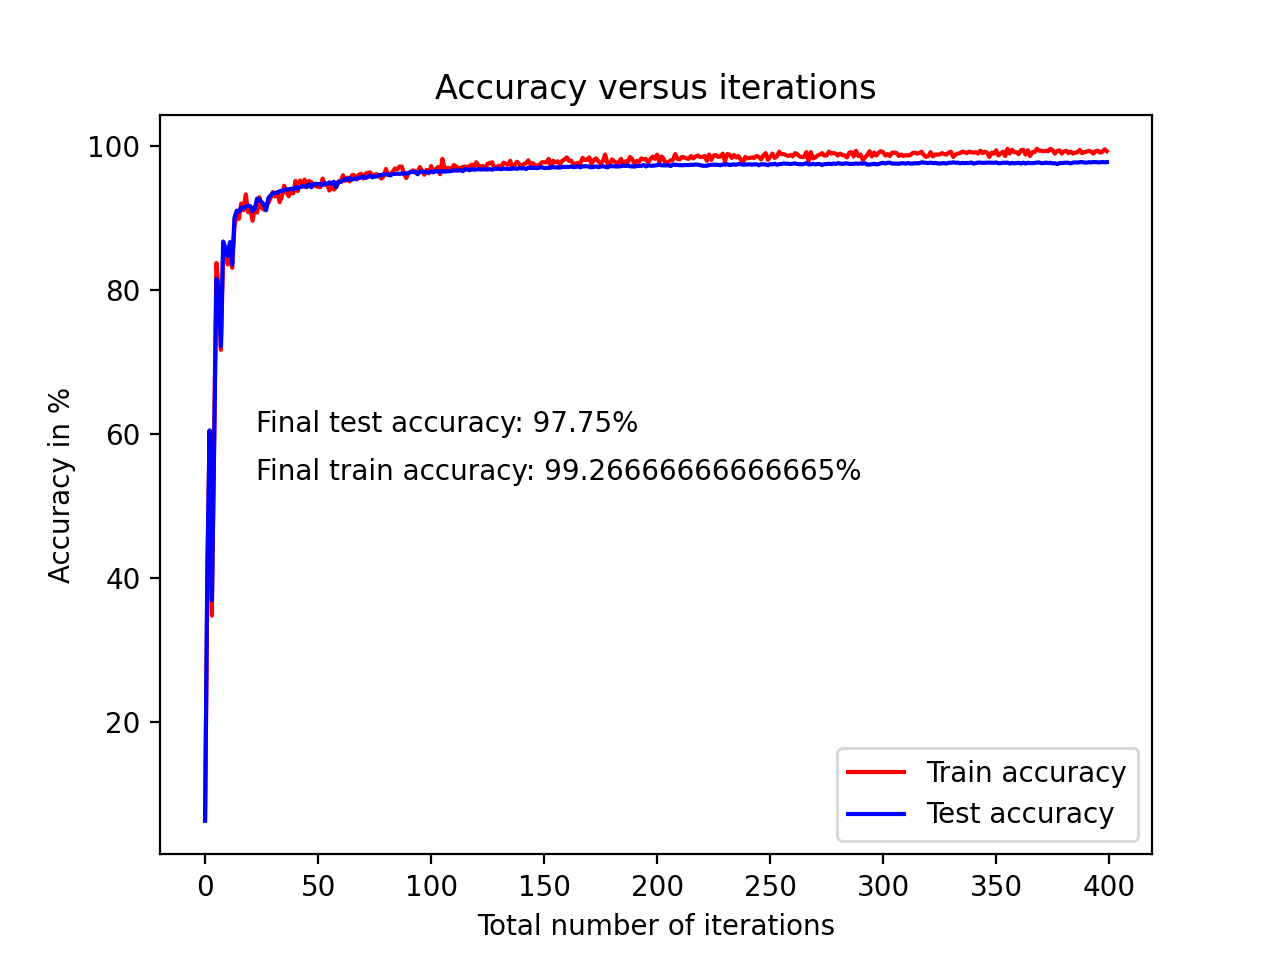 Accuracy versus iterations
100
80
60
40
20
Accuracy in %
Final test accuracy: 97.75%
Final train accuracy: 99.26666666666665%
Train accuracy
Test accuracy
0 50 100 150 200 250 300 350 400
Total number of iterations